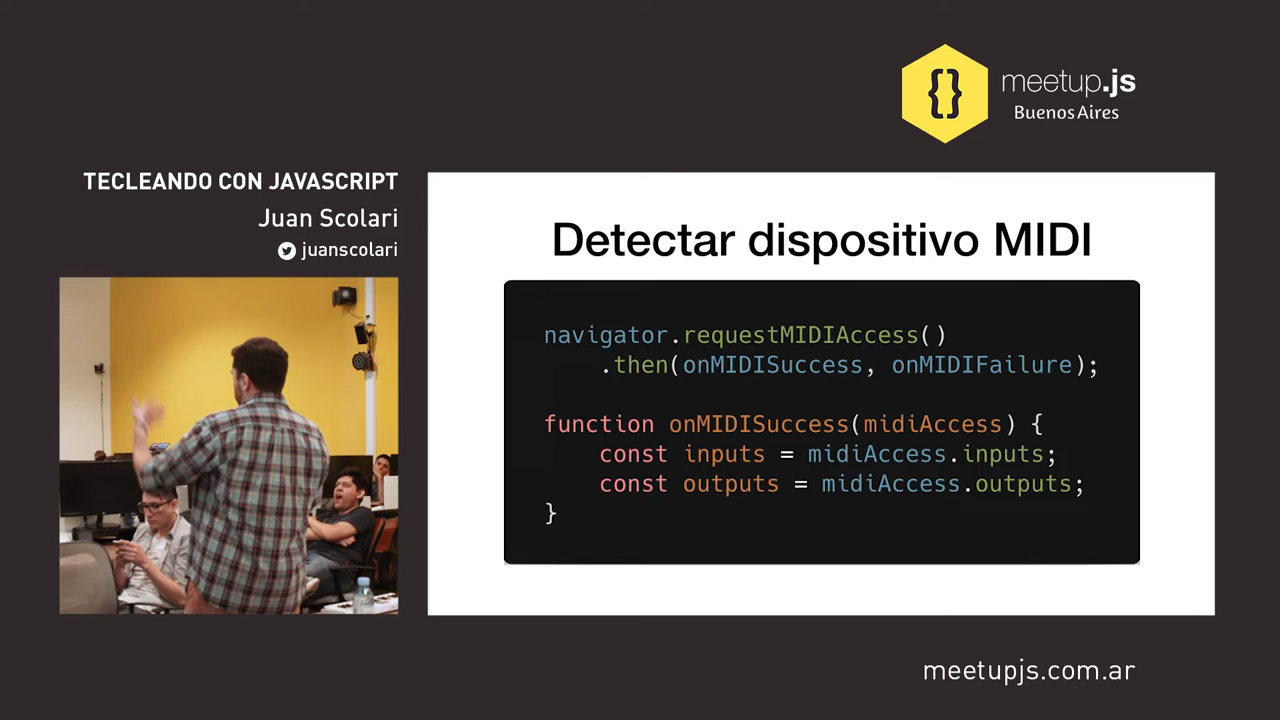 {}
meetup.js
Buenos Aires
TECLEANDO CON JAVASCRIPT
Juan Scolari
juanscolari
Detectar dispositivo MIDI
navigator.requestMIDIAccess()
    .then(onMIDISuccess, onMIDIFailure);
function onMIDISuccess(midiAccess) {
    const inputs = midiAccess.inputs;
    const outputs = midiAccess.outputs;
}
meetupjs.com.ar